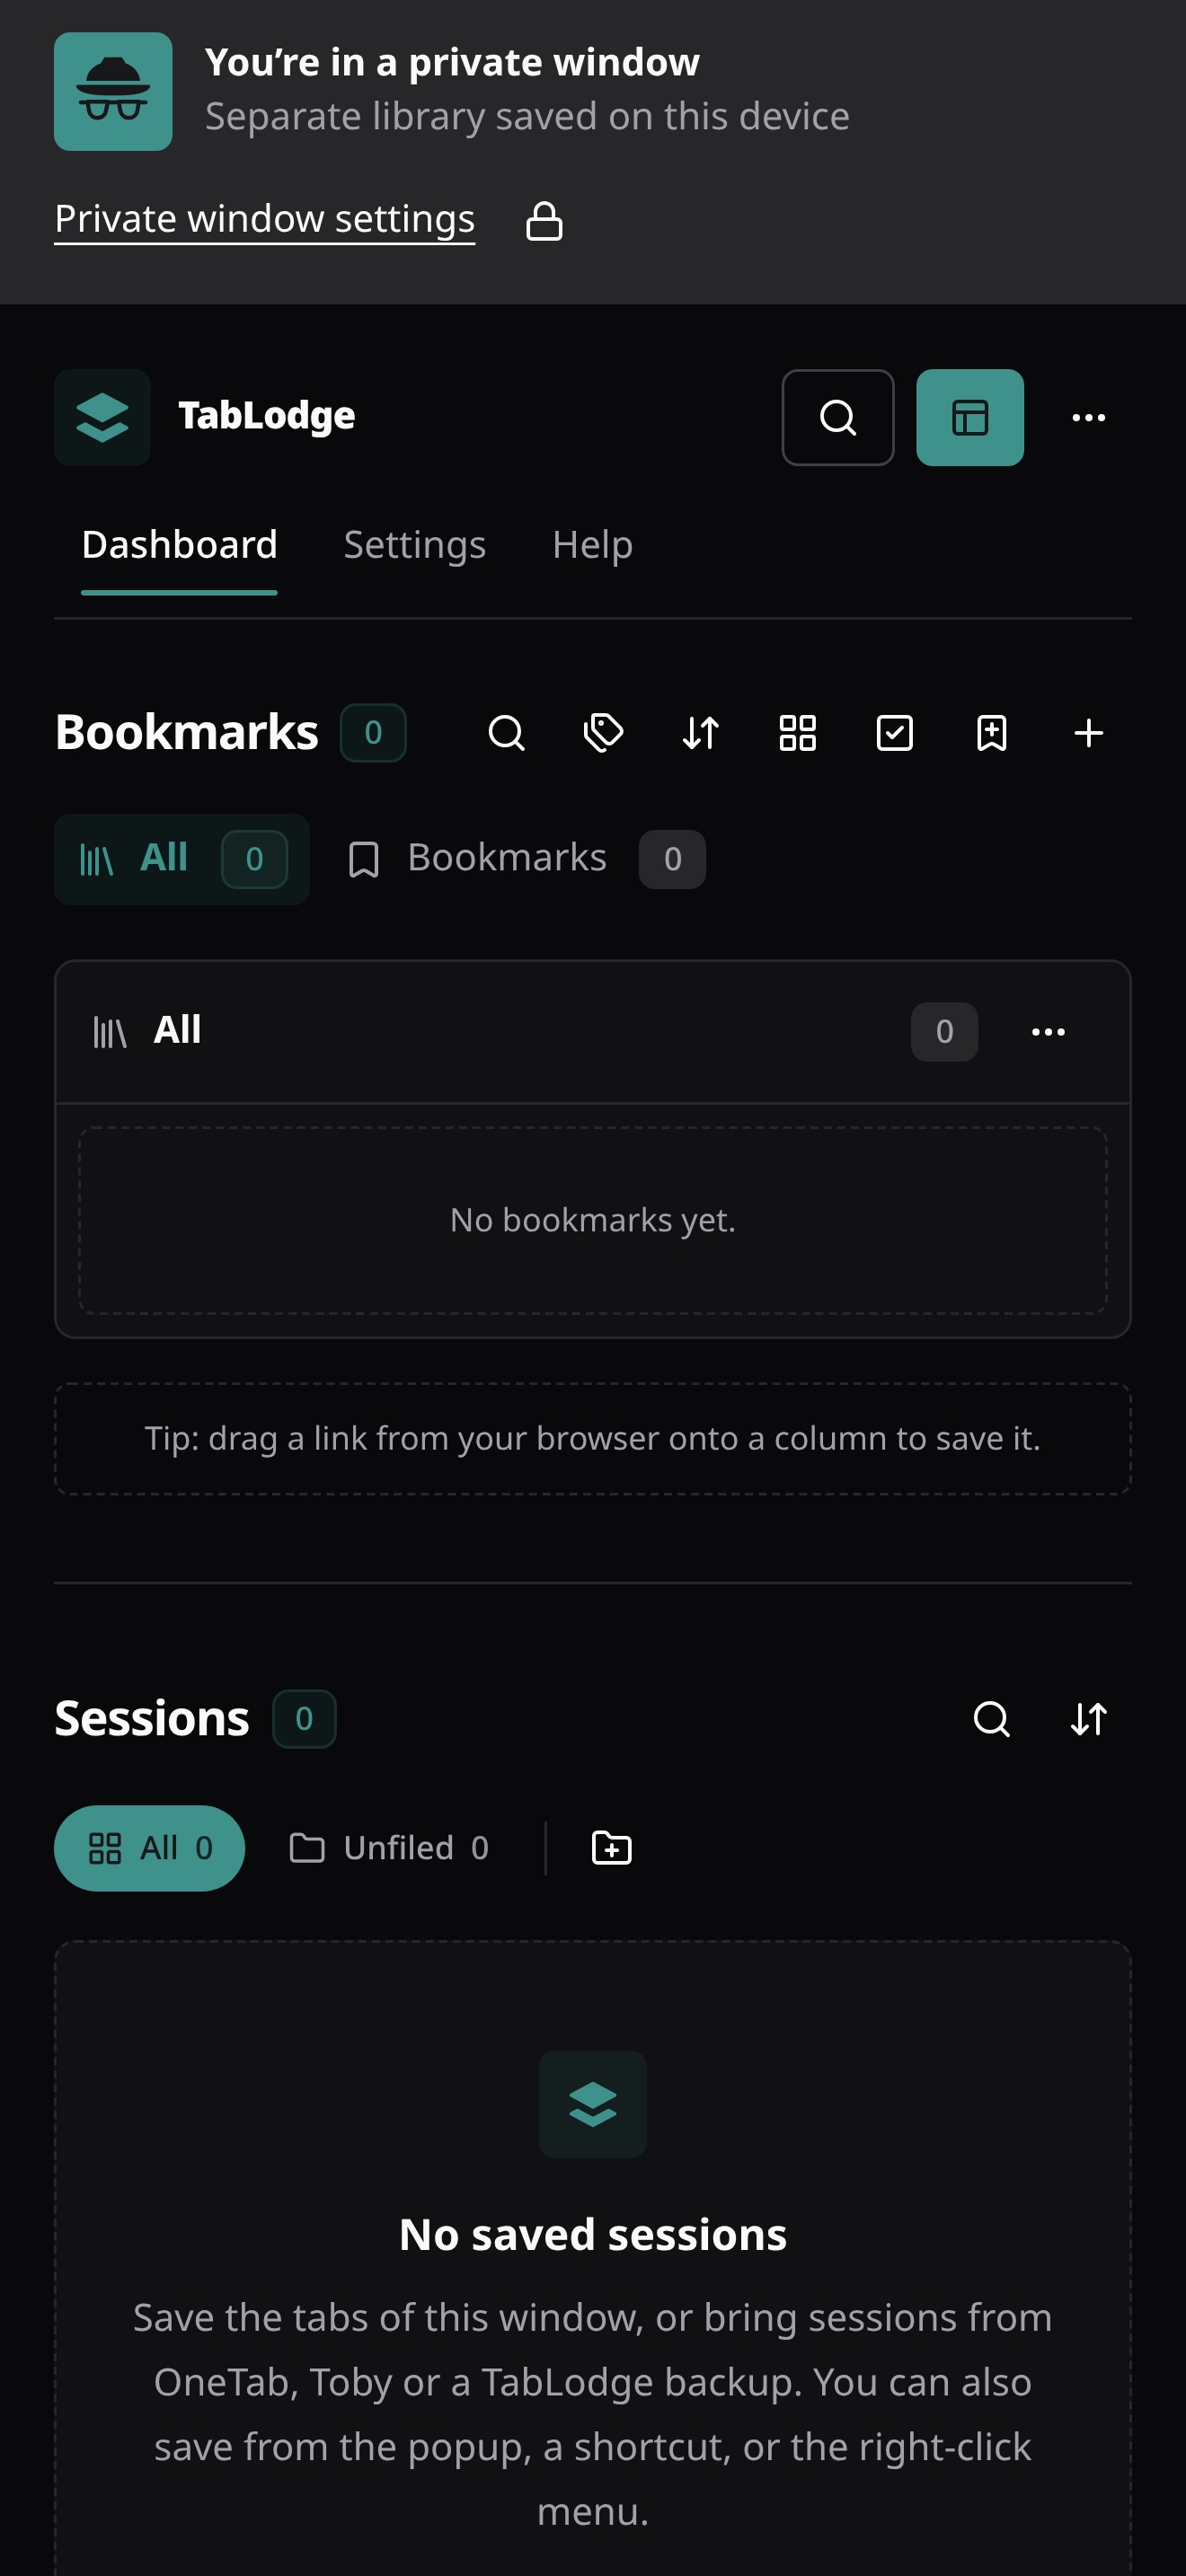 You’re in a private window
Separate library saved on this device
Private window settings
TabLodge
Dashboard Settings Help
Bookmarks 0
All 0 Bookmarks 0
All 0
No bookmarks yet.
Tip: drag a link from your browser onto a column to save it.
Sessions 0
All 0 Unfiled 0
No saved sessions
Save the tabs of this window, or bring sessions from
OneTab, Toby or a TabLodge backup. You can also
save from the popup, a shortcut, or the right-click
menu.